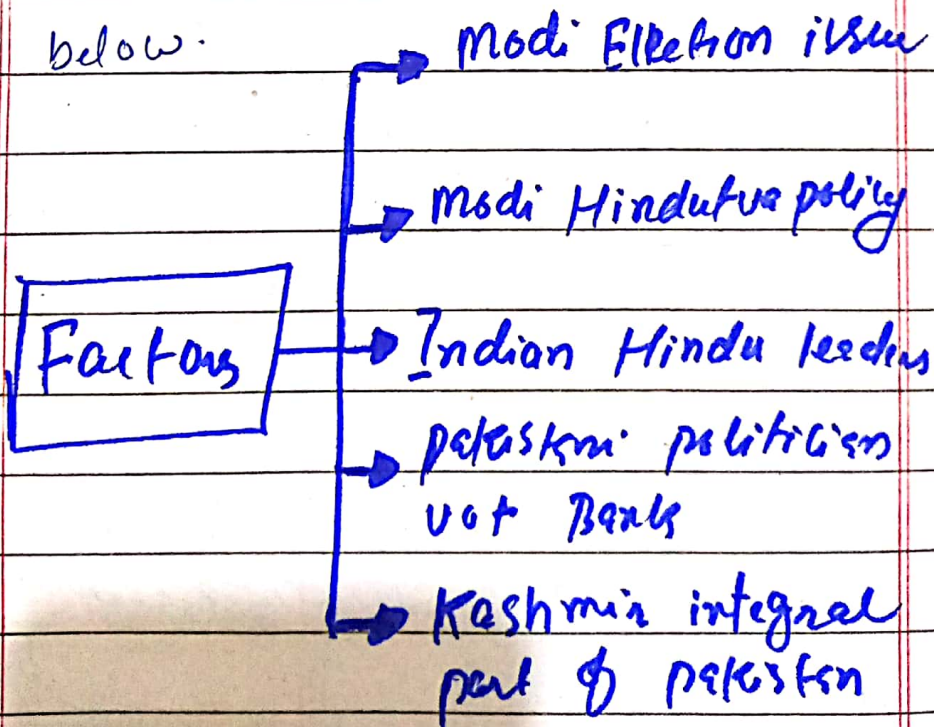 below.
Modi Election issue
Modi Hindutva policy
Factors
Indian Hindu leaders
pakistani politicians
vot Bank
Kashmir integral
part of pakistan